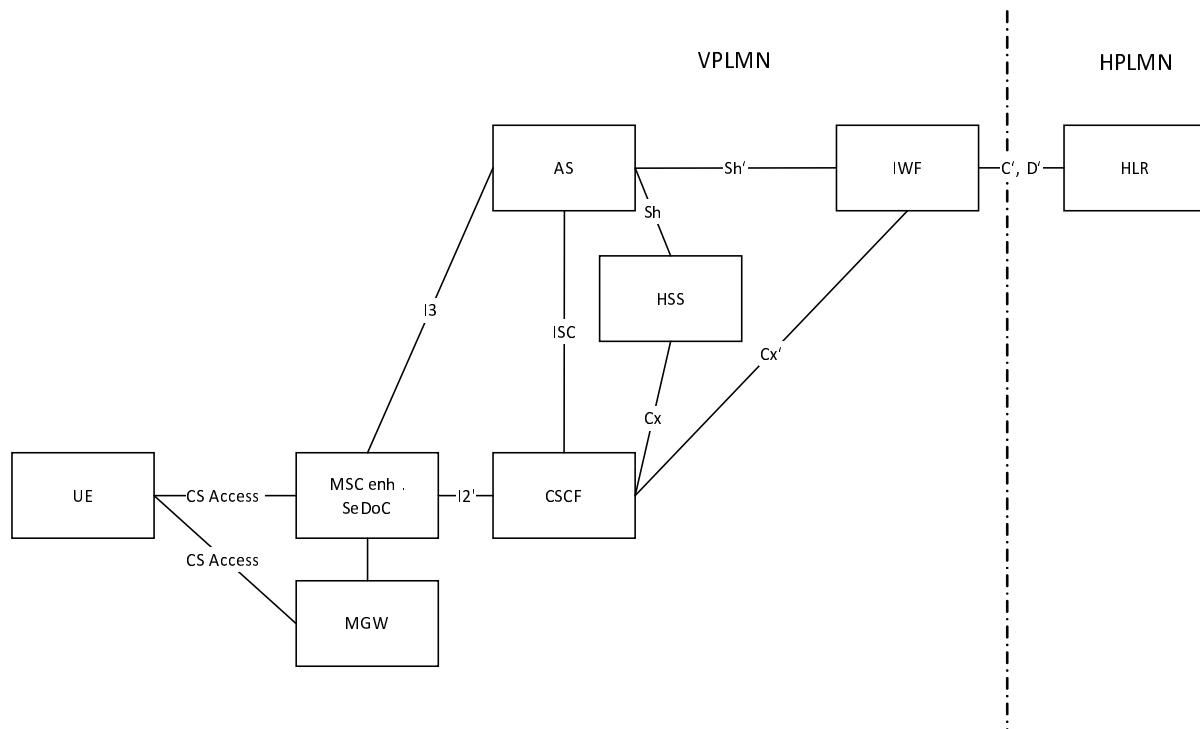 VPLMN
HPLMN
AS
Sh‘
IWF
C‘, D‘
HLR
Sh
HSS
I3
ISC
Cx‘
Cx
UE
CS Access
MSC enh .
SeDoC
I2‘
CSCF
CS Access
MGW